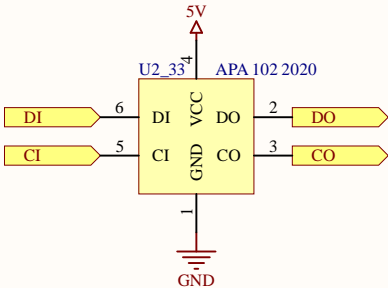 5V
4
U2_33 APA 102 2020
VCC
DI 6 DI DO 2 DO
CI 5 CI CO 3 CO
GND
1
GND